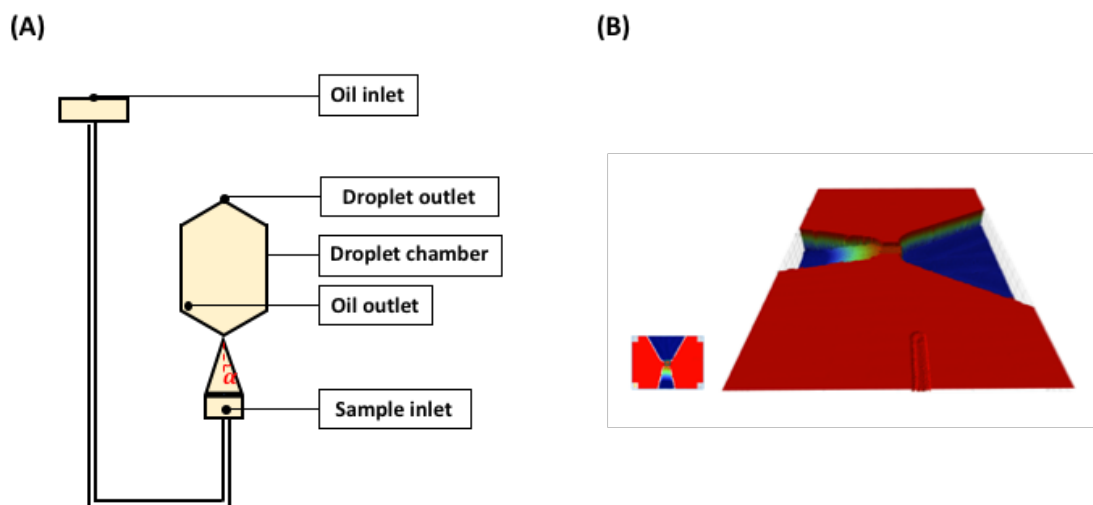 (A)
(B)
Oil inlet
Droplet outlet
Droplet chamber
Oil outlet
a
Sample inlet